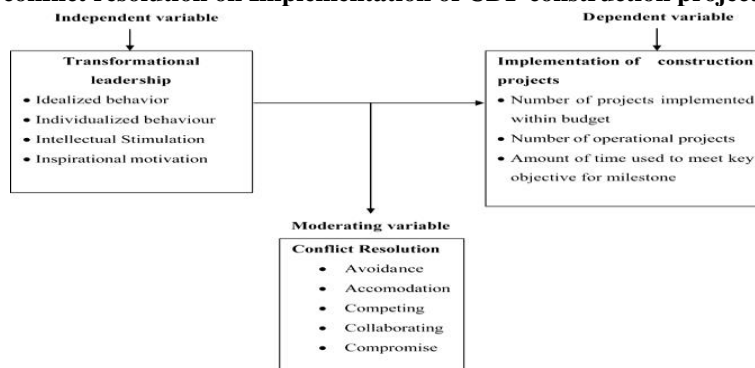 conflict resolution on implementation of CDF construction projec
Independent variable
Dependent variable
Transformational
leadership
• Idealized behavior
• Individualized behaviour
• Intellectual Stimulation
• Inspirational motivation
Implementation of construction
projects
• Number of projects implemented
within budget
• Number of operational projects
• Amount of time used to meet key
objective for milestone
Moderating variable
Conflict Resolution
• Avoidance
• Accomodation
• Competing
• Collaborating
• Compromise